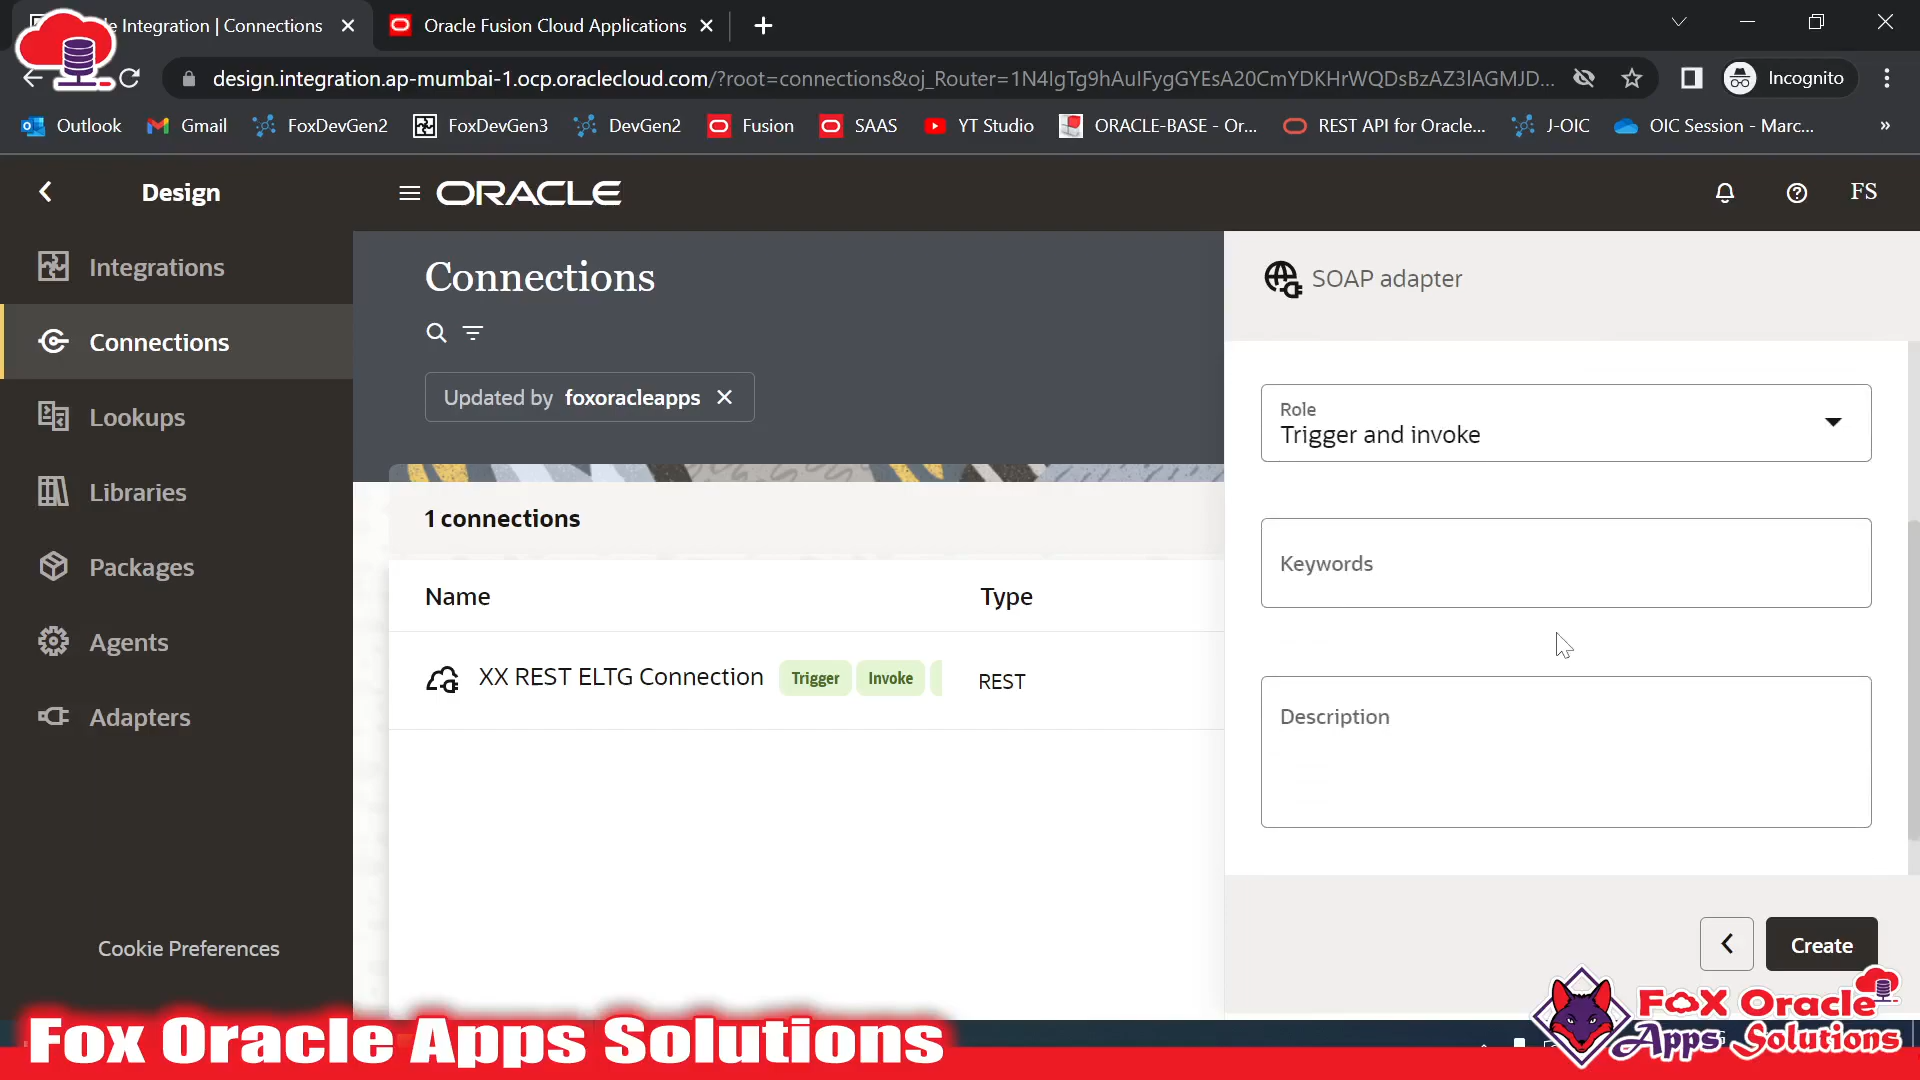 Integration | Connections
Oracle Fusion Cloud Applications
design.integration.ap-mumbai-1.ocp.oraclecloud.com/?root=connections&oj_Router=
Incognito
Outlook
Gmail
FoxDevGen2
FoxDevGen3
DevGen2
Fusion
SAAS
YT Studio
ORACLE-BASE - Or...
REST API for Oracle...
J-OIC
OIC Session - Marc...
»
Design
ORACLE
FS
Integrations
Connections
Lookups
Libraries
Packages
Agents
Adapters
Cookie Preferences
Connections
Updated by foxoracleapps
1 connections
Name Type
XX REST ELTG Connection Trigger Invoke REST
SOAP adapter
Role
Trigger and invoke
Keywords
Description
Create
Fox Oracle Apps Solutions
Fox Oracle
Apps Solutions